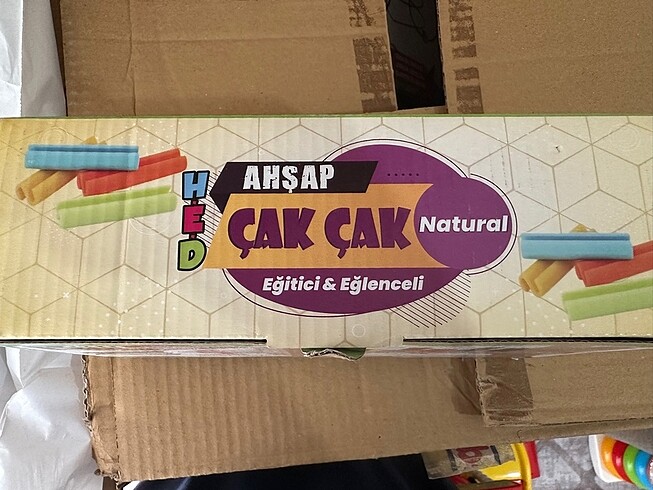 HED
AHŞAP
ÇAK ÇAK
Natural
Eğitici & Eğlenceli